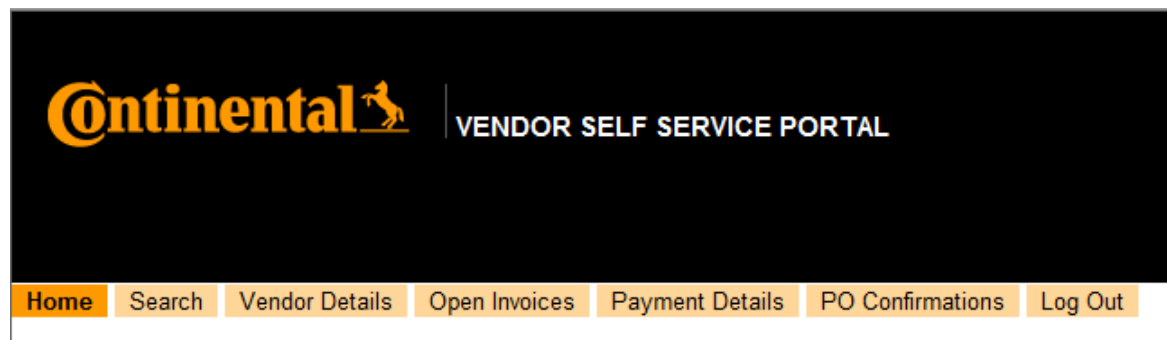 Continental
VENDOR SELF SERVICE PORTAL
Home Search Vendor Details Open Invoices Payment Details PO Confirmations Log Out